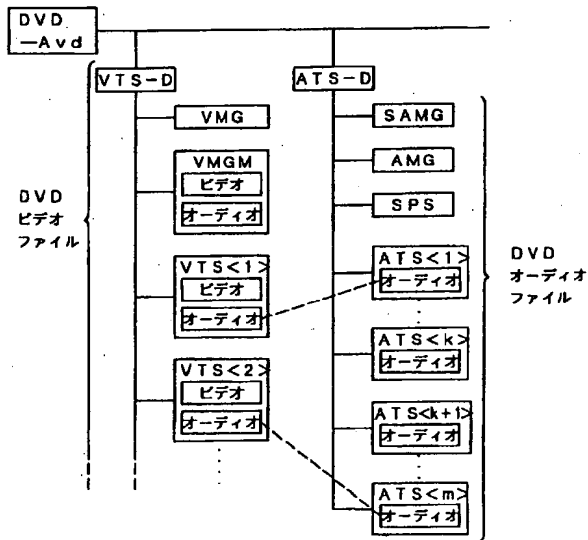 DVD
—Avd
VTS-D
VMG
VMGM
ビデオ
オーディオ
VTS<1>
ビデオ
オーディオ
VTS<2>
ビデオ
オーディオ
DVD
ビデオ
ファイル
ATS-D
SAMG
AMG
SPS
ATS<1>
オーディオ
ATS<k>
オーディオ
ATS<k+1>
オーディオ
ATS<m>
オーディオ
DVD
オーディオ
ファイル